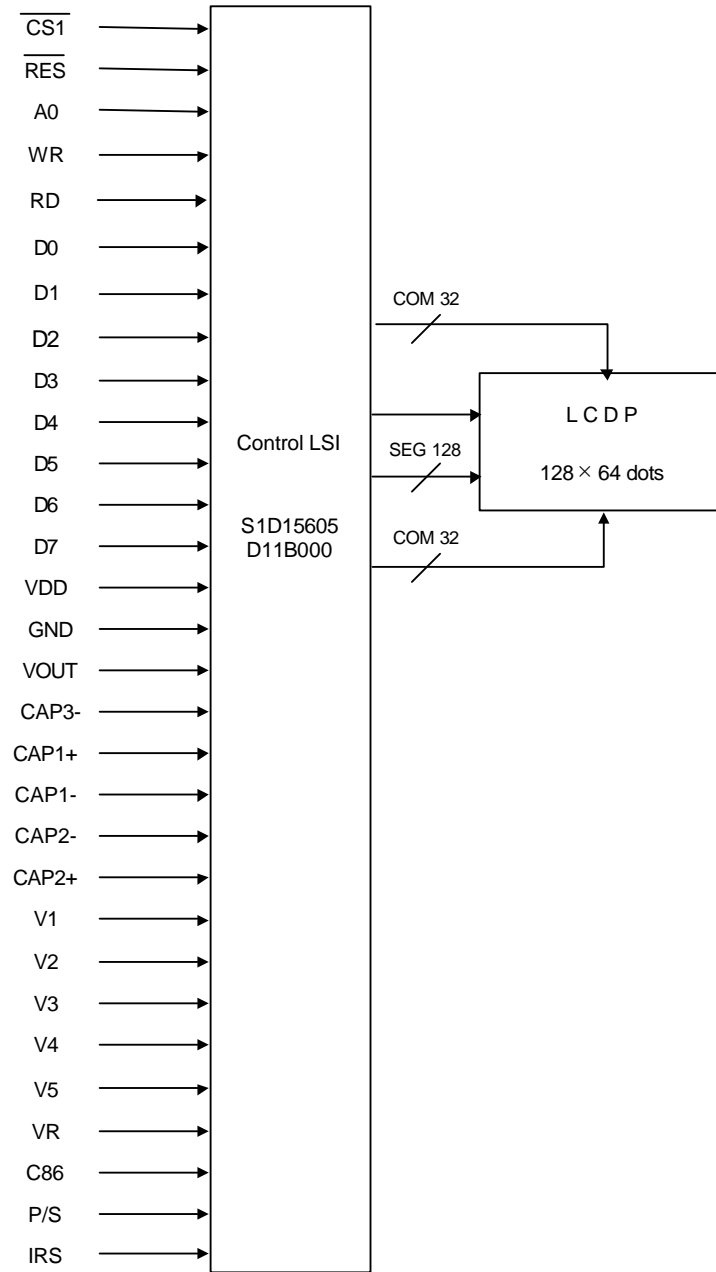 CS1
RES
A0
WR
RD
D0
D1
D2
D3
D4
D5
D6
D7
VDD
GND
VOUT
CAP3-
CAP1+
CAP1-
CAP2-
CAP2+
V1
V2
V3
V4
V5
VR
C86
P/S
IRS
Control LSI
S1D15605
D11B000
COM 32
SEG 128
COM 32
L C D P
128 × 64 dots